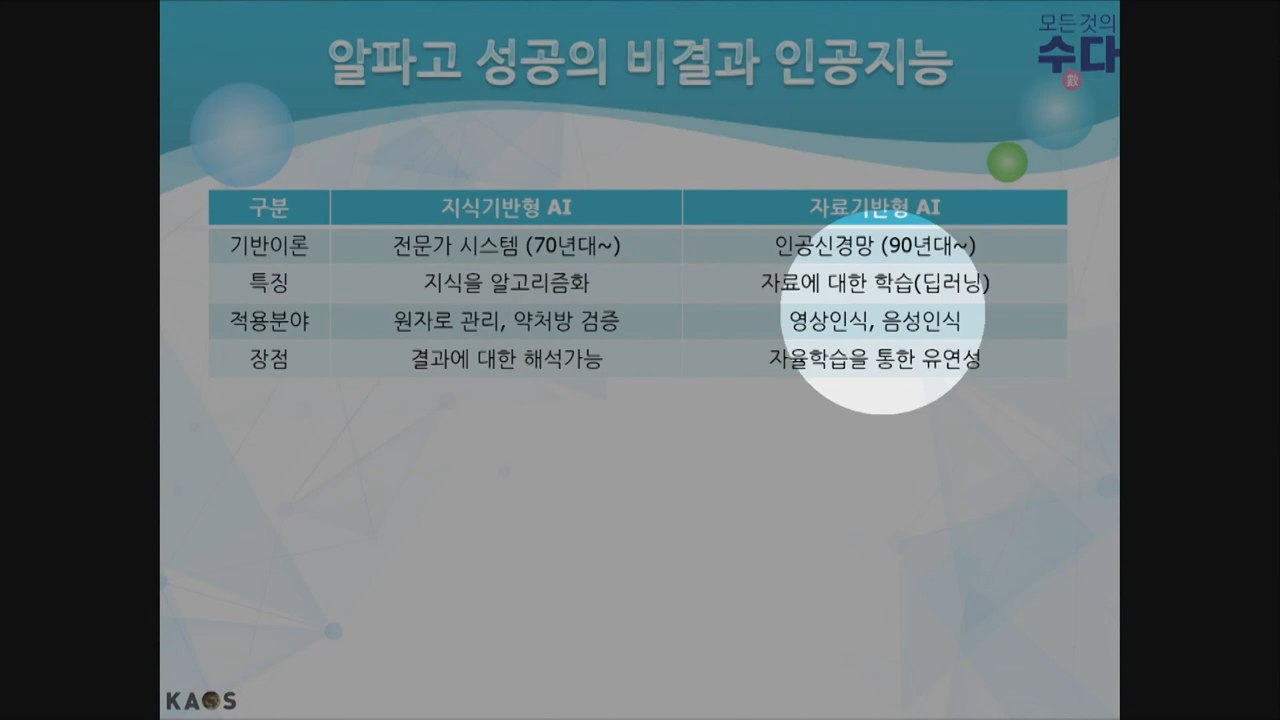 모든 것의
수다
數
알파고 성공의 비결과 인공지능
구분 지식기반형 AI 자료기반형 AI
기반이론 전문가 시스템 (70년대~) 인공신경망 (90년대~)
특징 지식을 알고리즘화 자료에 대한 학습(딥러닝)
적용분야 원자로 관리, 약처방 검증 영상인식, 음성인식
장점 결과에 대한 해석가능 자율학습을 통한 유연성
KAOS